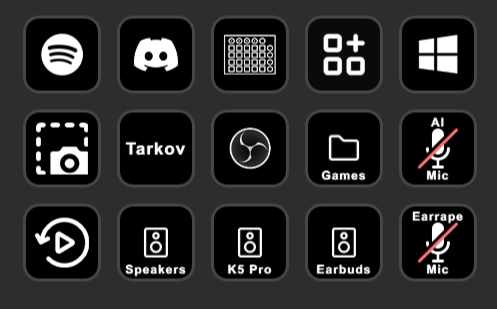 Tarkov
Games
AI
Mic
Speakers
K5 Pro
Earbuds
Earrape
Mic